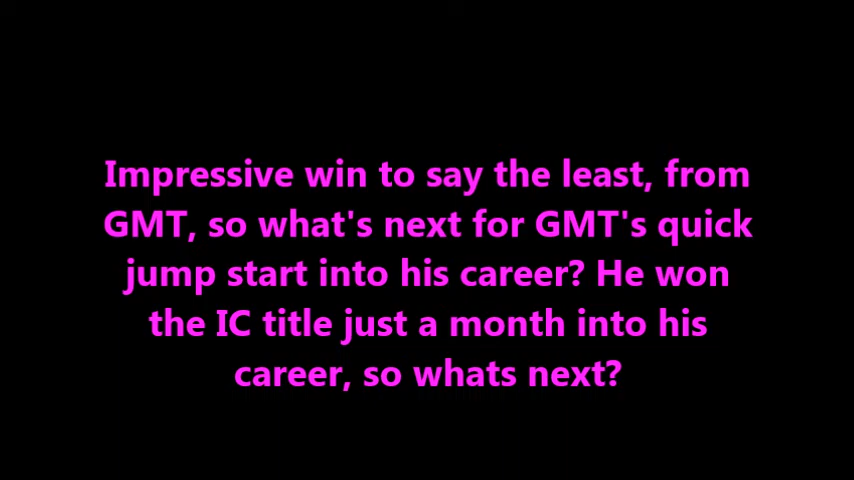 Impressive win to say the least, from
GMT, so what's next for GMT's quick
jump start into his career? He won
the IC title just a month into his
career, so whats next?